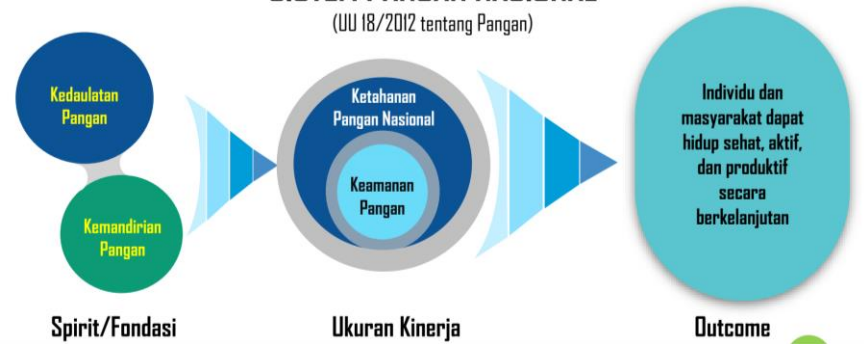 (UU 18/2012 tentang Pangan)
Kedaulatan
Pangan
Kemandirian
Pangan
Ketahanan
Pangan Nasional
Keamanan
Pangan
Individu dan
masyarakat dapat
hidup sehat, aktif,
dan produktif
secara
berkelanjutan
Spirit/Fondasi
Ukuran Kinerja
Outcome